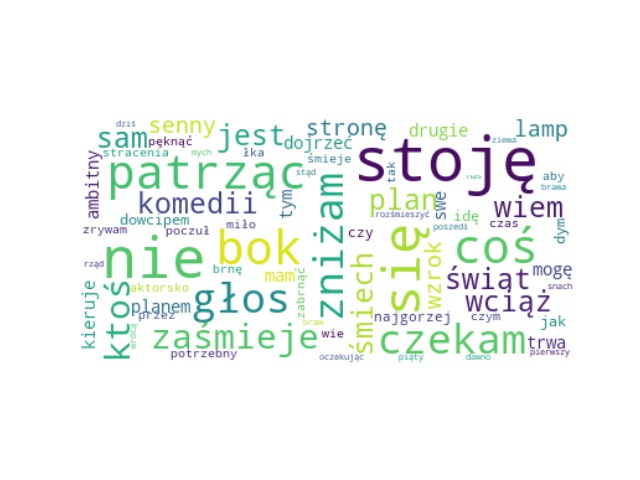 dziś
senny
stronę
drugie
lamp
sam
pęknąć
jest
dojrzeć
ziewa
stracenia
mych
łka
śmieje
stoję
patrząc
stąd
tak
aby
ambitny
komedii
tym
plan
swe
wiem
brawa
dowcipem
miło
rozśmieszyć
idę
czas
dym
zrywam
poczuł
zniżam
czy
się
poszedł
nie
bok
coś
rząd
brnę
mam
zabrnąć
śmiech
wzrok
świąt
mogę
snach
kieruje
ktoś
aktorsko
głos
wciąż
planem
przez
najgorzej
czym
jak
zaśmieje
wie
czekam
trwa
potrzebny
oczekując
piąty
dawno
pierwszy